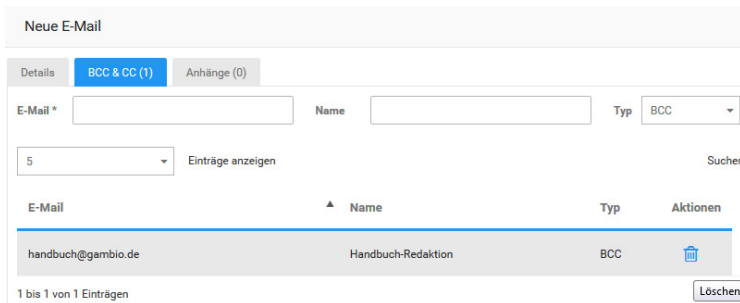 Neue E-Mail
Details BCC & CC (1) Anhänge (0)
E-Mail * Name Typ BCC
5 Einträge anzeigen Suchen
E-Mail Name Typ Aktionen
handbuch@gambio.de Handbuch-Redaktion BCC
1 bis 1 von 1 Einträgen Löschen